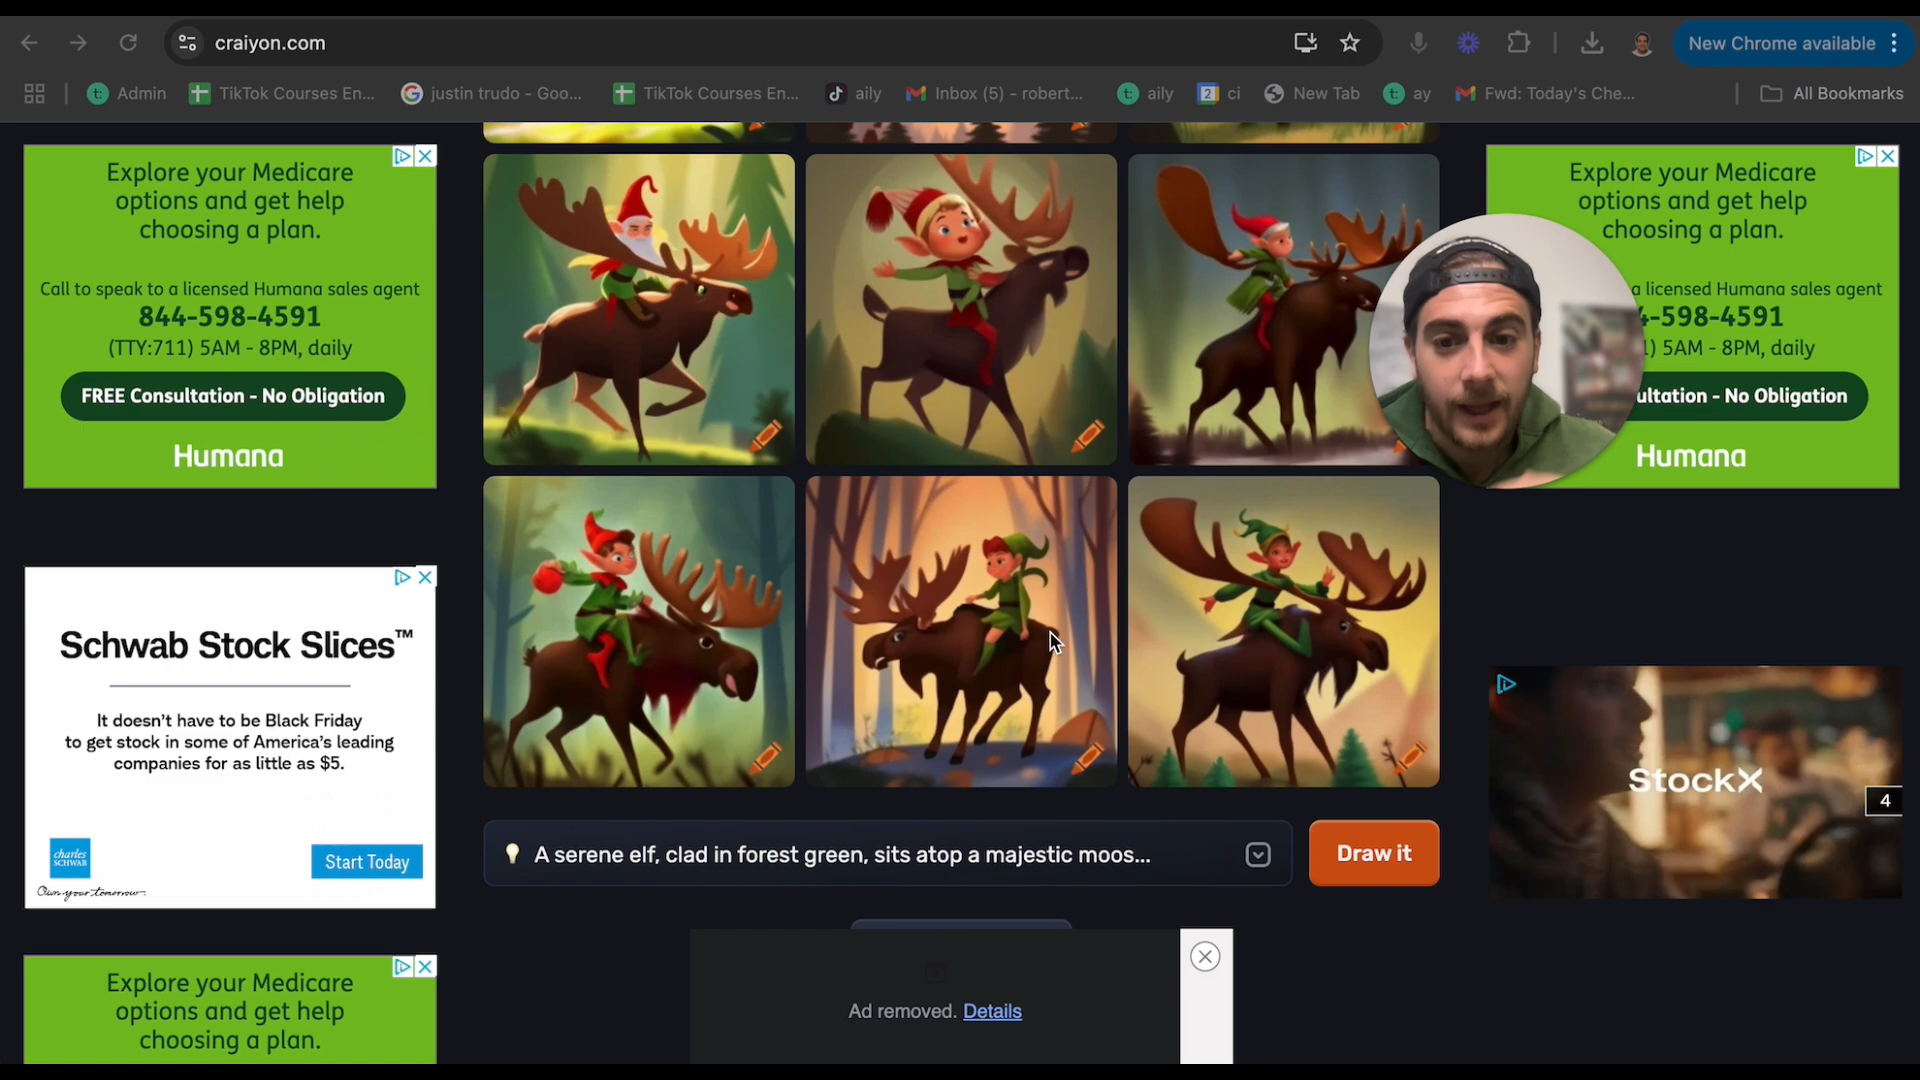 craiyon.com
New Chrome available
Admin
TikTok Courses En...
justin trudo - Goo...
TikTok Courses En...
aily
Inbox (5) - robert...
aily
2
ci
New Tab
ay
Fwd: Today's Che...
All Bookmarks
Explore your Medicare
options and get help
choosing a plan.
Call to speak to a licensed Humana sales agent
844-598-4591
(TTY:711) 5AM - 8PM, daily
FREE Consultation - No Obligation
Humana
Explore your Medicare
options and get help
choosing a plan.
a licensed Humana sales agent
4-598-4591
1) 5AM - 8PM, daily
ultation - No Obligation
Humana
Schwab Stock Slices™
It doesn't have to be Black Friday
to get stock in some of America's leading
companies for as little as $5.
charles
SCHWAB
Own your tomorrow.
Start Today
StockX
4
A serene elf, clad in forest green, sits atop a majestic moos...
Draw it
Explore your Medicare
options and get help
choosing a plan.
Ad removed. Details